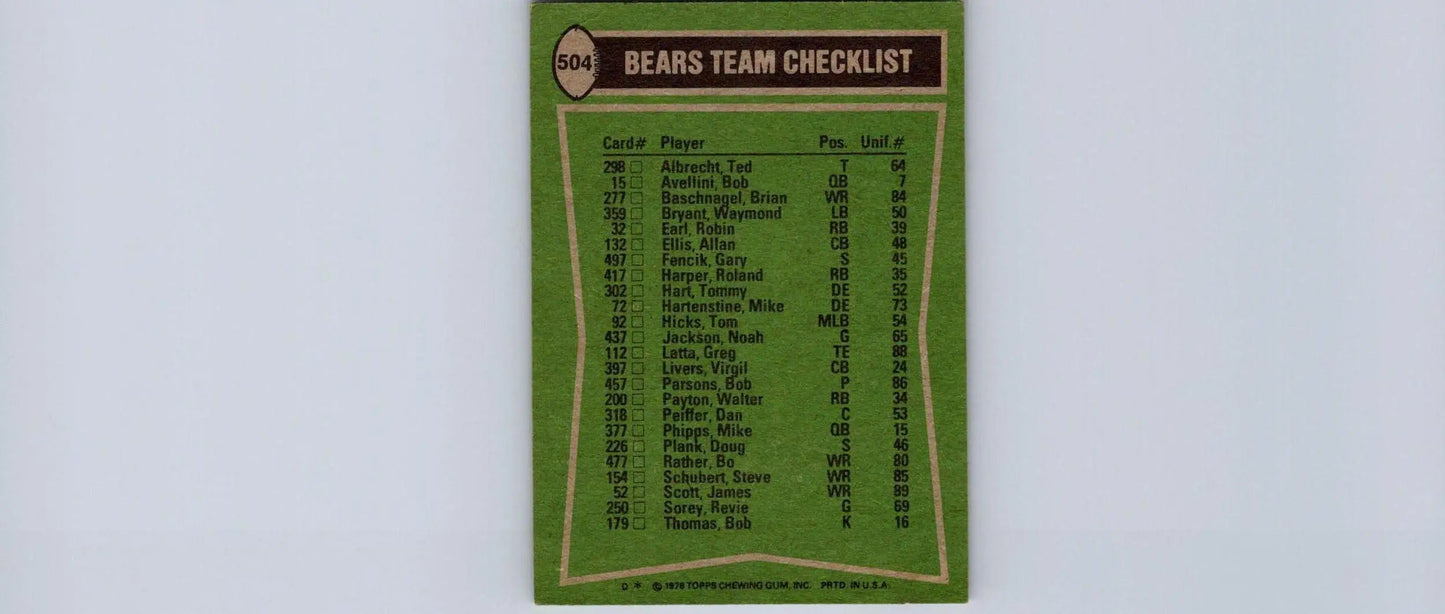 504 BEARS TEAM CHECKLIST
Card# Player Pos. Unif.#
298 Albrecht, Ted T 64
15 Avellini, Bob QB 7
277 Baschnagel, Brian WR 84
359 Bryant, Waymond LB 50
32 Earl, Robin RB 39
132 Ellis, Allan CB 48
497 Fencik, Gary S 45
417 Harper, Roland RB 35
302 Hart, Tommy DE 52
72 Hartenstine, Mike DE 73
92 Hicks, Tom MLB 54
437 Jackson, Noah G 65
112 Latta, Greg TE 88
397 Livers, Virgil CB 24
457 Parsons, Bob P 86
200 Payton, Walter RB 34
318 Peiffer, Dan C 53
377 Phipps, Mike QB 15
226 Plank, Doug S 46
477 Rather, Bo WR 80
154 Schubert, Steve WR 85
52 Scott, James WR 89
250 Sorey, Revie G 69
179 Thomas, Bob K 16
D * © 1978 TOPPS CHEWING GUM, INC. PRTD. IN U.S.A.